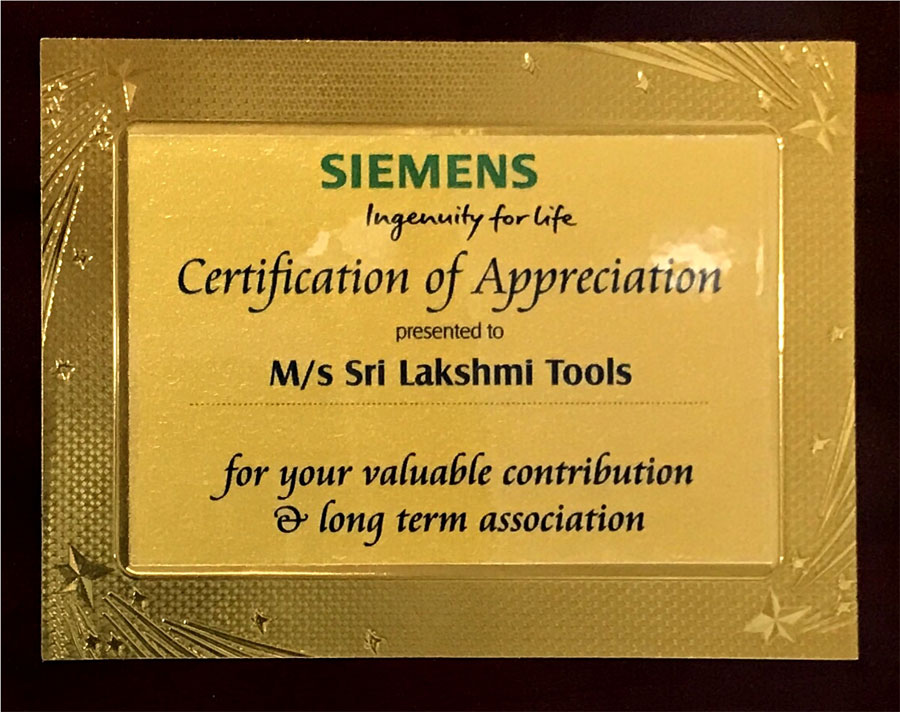 SIEMENS
Ingenuity for life
Certification of Appreciation
presented to
M/s Sri Lakshmi Tools
for your valuable contribution
& long term association